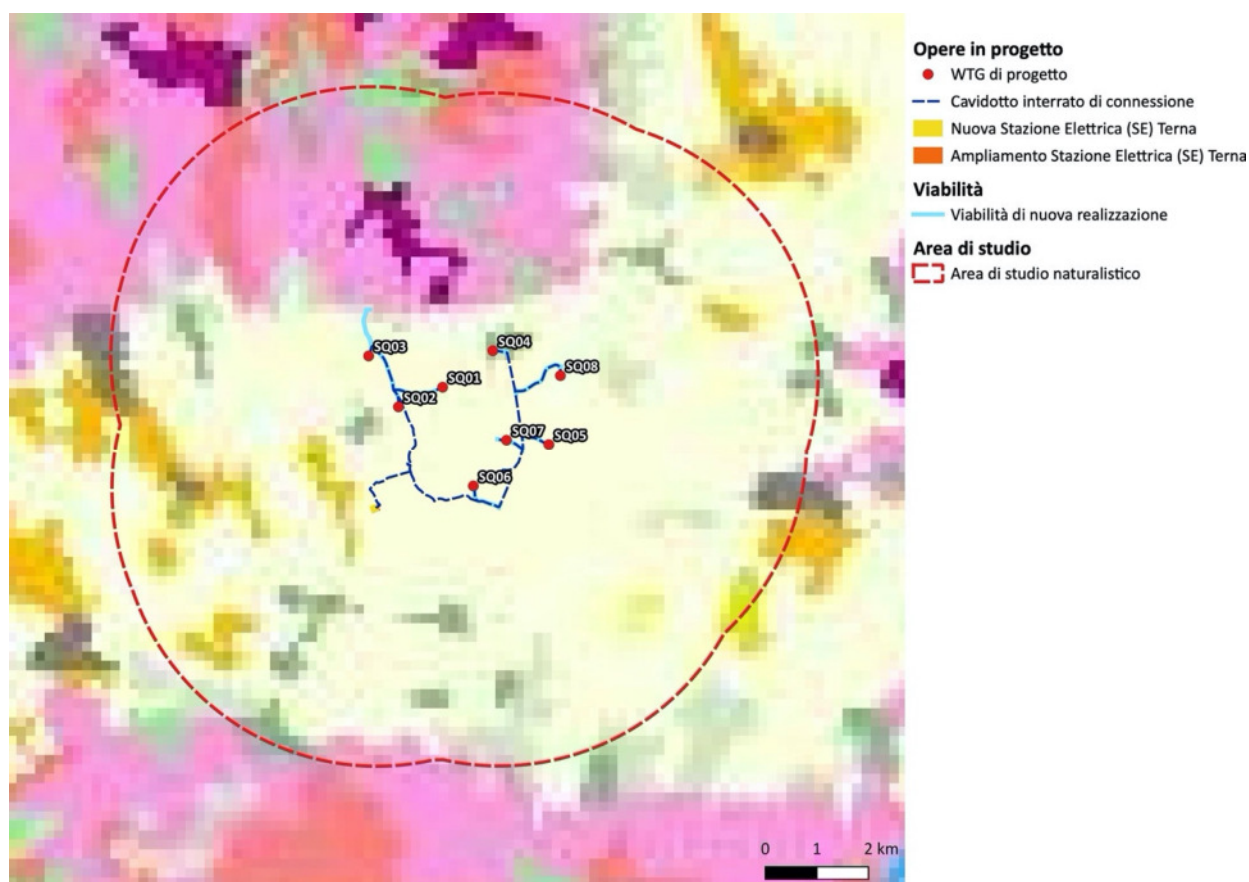 Opere in progetto
WTG di progetto
Cavidotto interrato di connessione
Nuova Stazione Elettrica (SE) Terna
Ampliamento Stazione Elettrica (SE) Terna
Viabilità
Viabilità di nuova realizzazione
Area di studio
Area di studio naturalistico
SQ03
SQ04
SQ08
SQ01
SQ02
SQ07
SQ05
SQ06
0 1 2 km